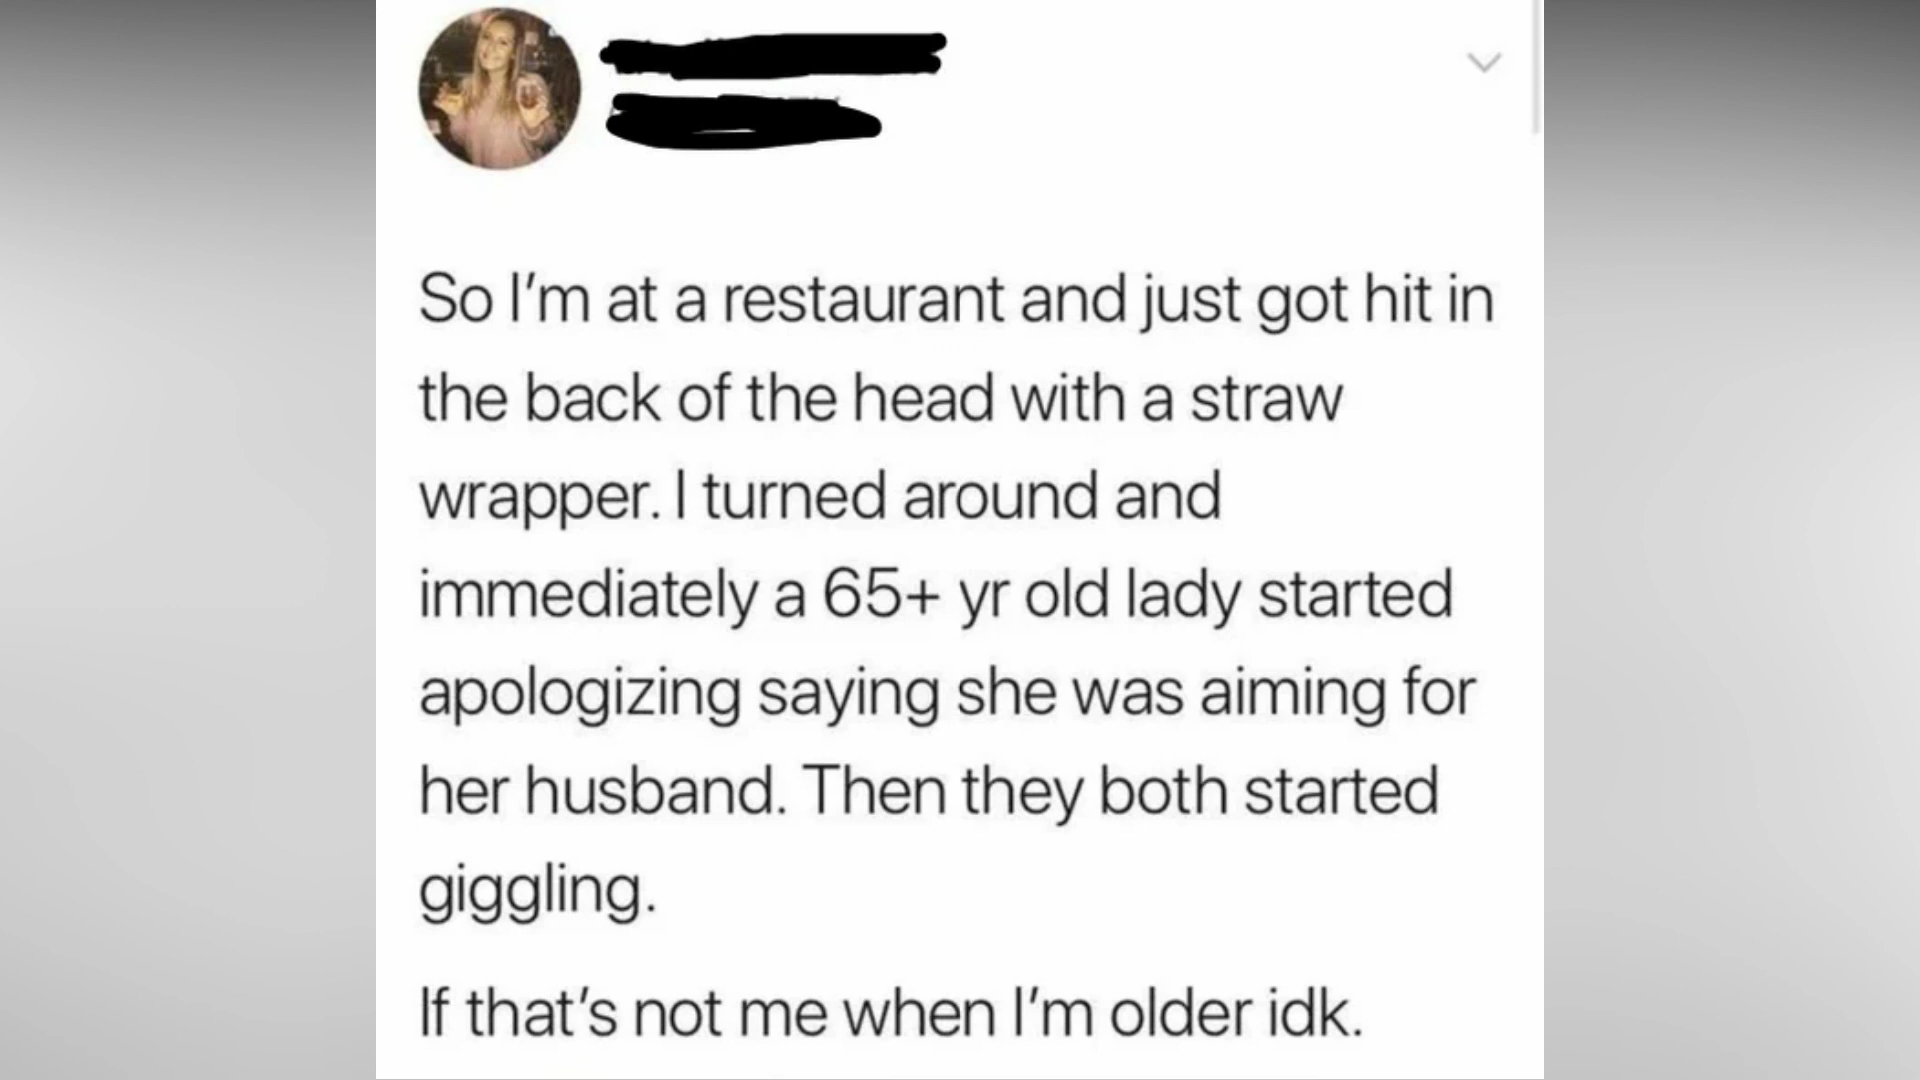 So I’m at a restaurant and just got hit in
the back of the head with a straw
wrapper. I turned around and
immediately a 65+ yr old lady started
apologizing saying she was aiming for
her husband. Then they both started
giggling.
If that’s not me when I’m older idk.